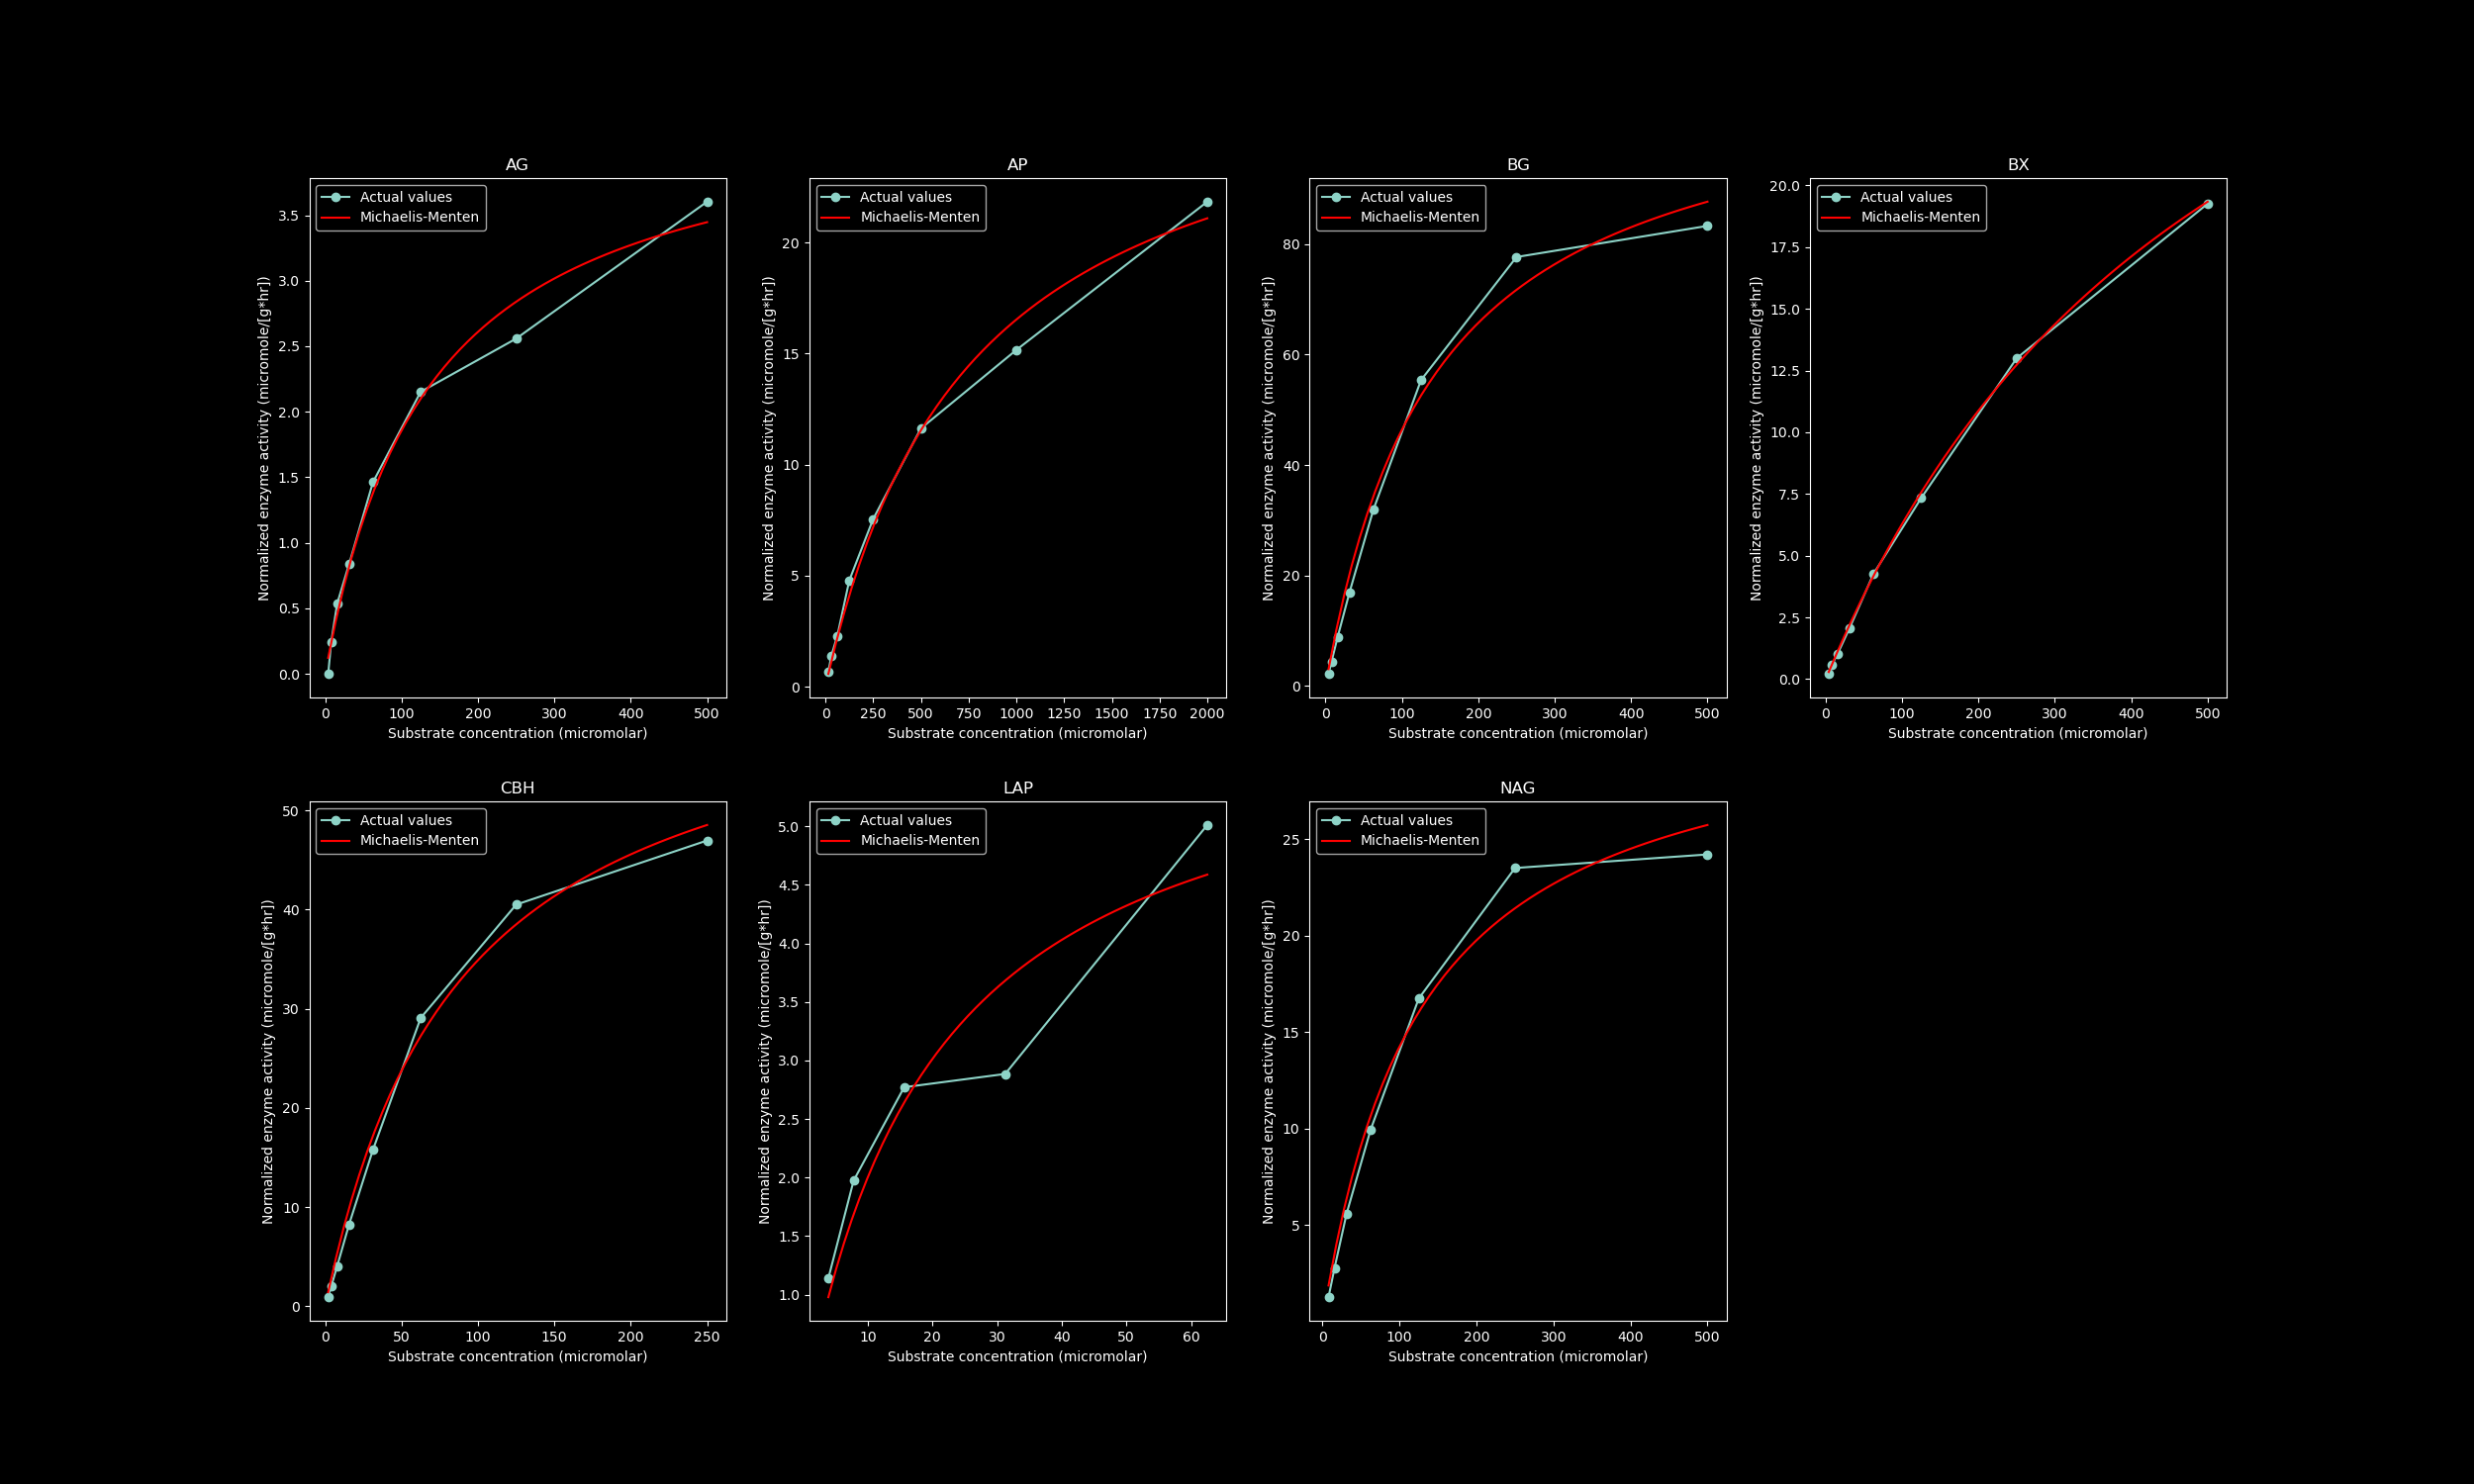 AG
Actual values
Michaelis-Menten
Normalized enzyme activity (micromole/[g*hr])
3.5
3.0
2.5
2.0
1.5
1.0
0.5
0.0
0 100 200 300 400 500
Substrate concentration (micromolar)
AP
Actual values
Michaelis-Menten
Normalized enzyme activity (micromole/[g*hr])
20
15
10
5
0
0 250 500 750 1000 1250 1500 1750 2000
Substrate concentration (micromolar)
BG
Actual values
Michaelis-Menten
Normalized enzyme activity (micromole/[g*hr])
80
60
40
20
0
0 100 200 300 400 500
Substrate concentration (micromolar)
BX
Actual values
Michaelis-Menten
Normalized enzyme activity (micromole/[g*hr])
20.0
17.5
15.0
12.5
10.0
7.5
5.0
2.5
0.0
0 100 200 300 400 500
Substrate concentration (micromolar)
CBH
Actual values
Michaelis-Menten
Normalized enzyme activity (micromole/[g*hr])
50
40
30
20
10
0
0 50 100 150 200 250
Substrate concentration (micromolar)
LAP
Actual values
Michaelis-Menten
Normalized enzyme activity (micromole/[g*hr])
5.0
4.5
4.0
3.5
3.0
2.5
2.0
1.5
1.0
10 20 30 40 50 60
Substrate concentration (micromolar)
NAG
Actual values
Michaelis-Menten
Normalized enzyme activity (micromole/[g*hr])
25
20
15
10
5
0 100 200 300 400 500
Substrate concentration (micromolar)